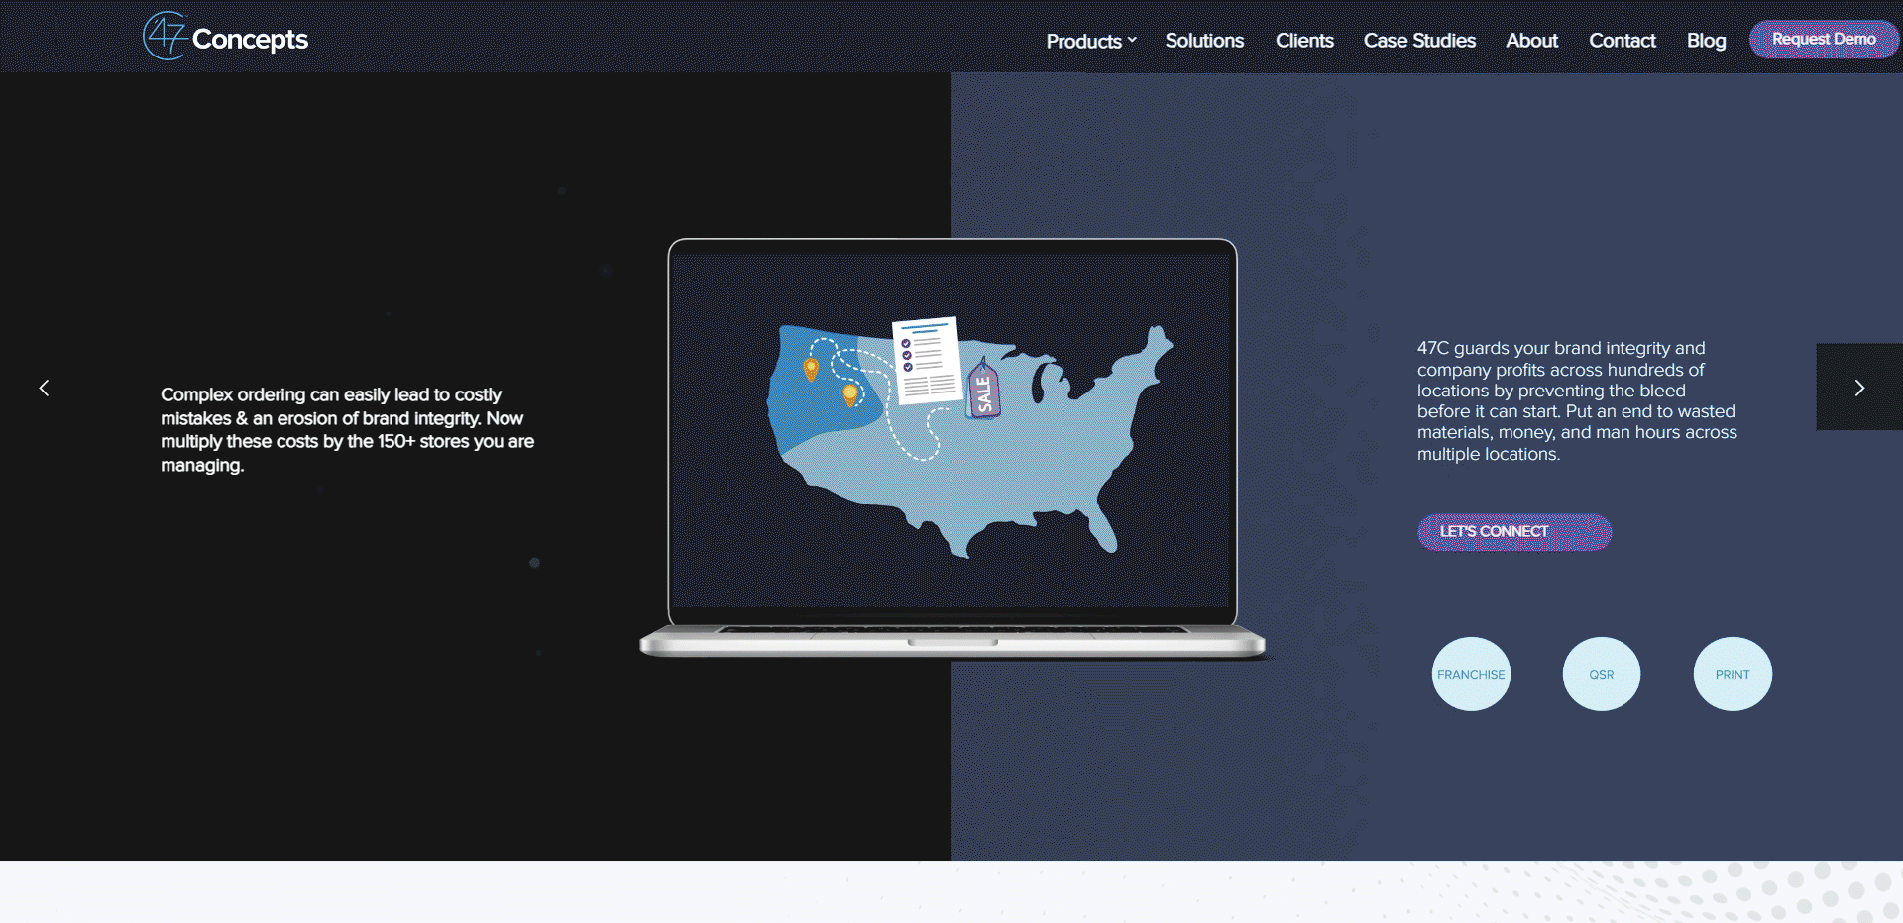 47 Concepts
Products
Solutions
Clients
Case Studies
About
Contact
Blog
Request Demo
Complex ordering can easily lead to costly
mistakes & an erosion of brand integrity. Now
multiply these costs by the 150+ stores you are
managing.
SALE
47C guards your brand integrity and
company profits across hundreds of
locations by preventing the bleed
before it can start. Put an end to wasted
materials, money, and man hours across
multiple locations.
LET'S CONNECT
FRANCHISE
QSR
PRINT